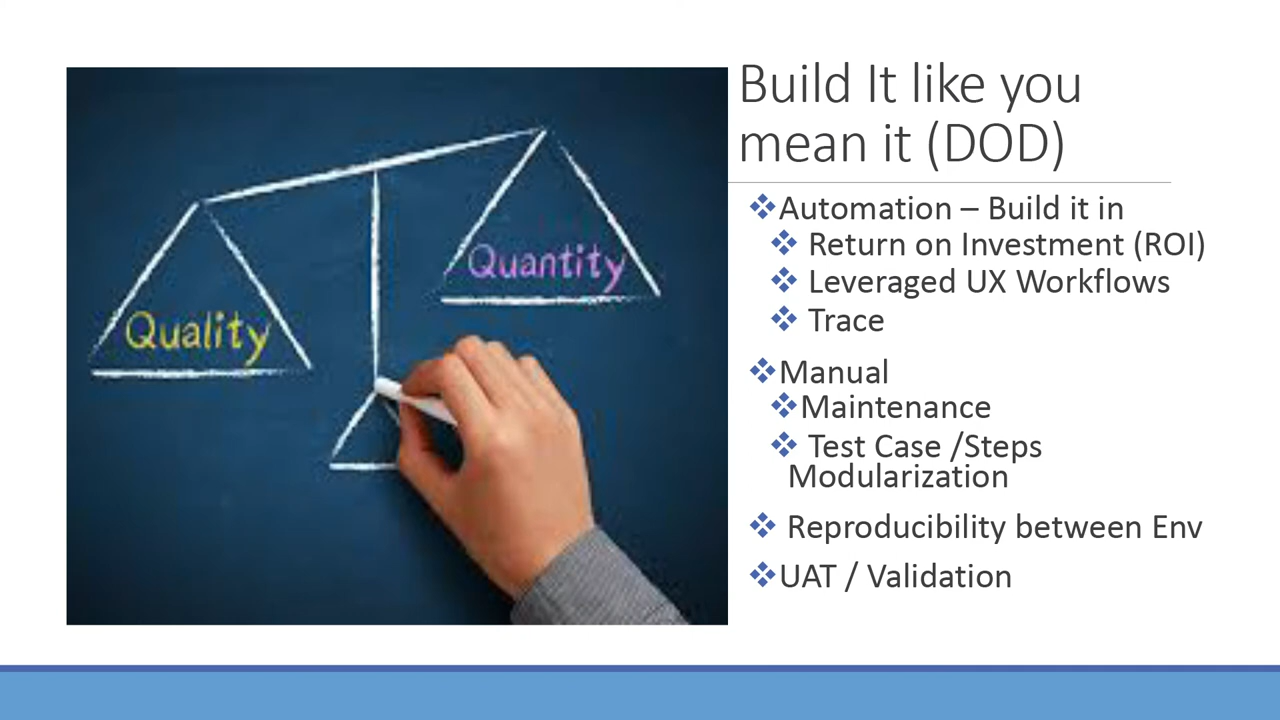 Build It like you
mean it (DOD)
Quality
Quantity
Automation – Build it in
Return on Investment (ROI)
Leveraged UX Workflows
Trace
Manual
Maintenance
Test Case /Steps
Modularization
Reproducibility between Env
UAT / Validation